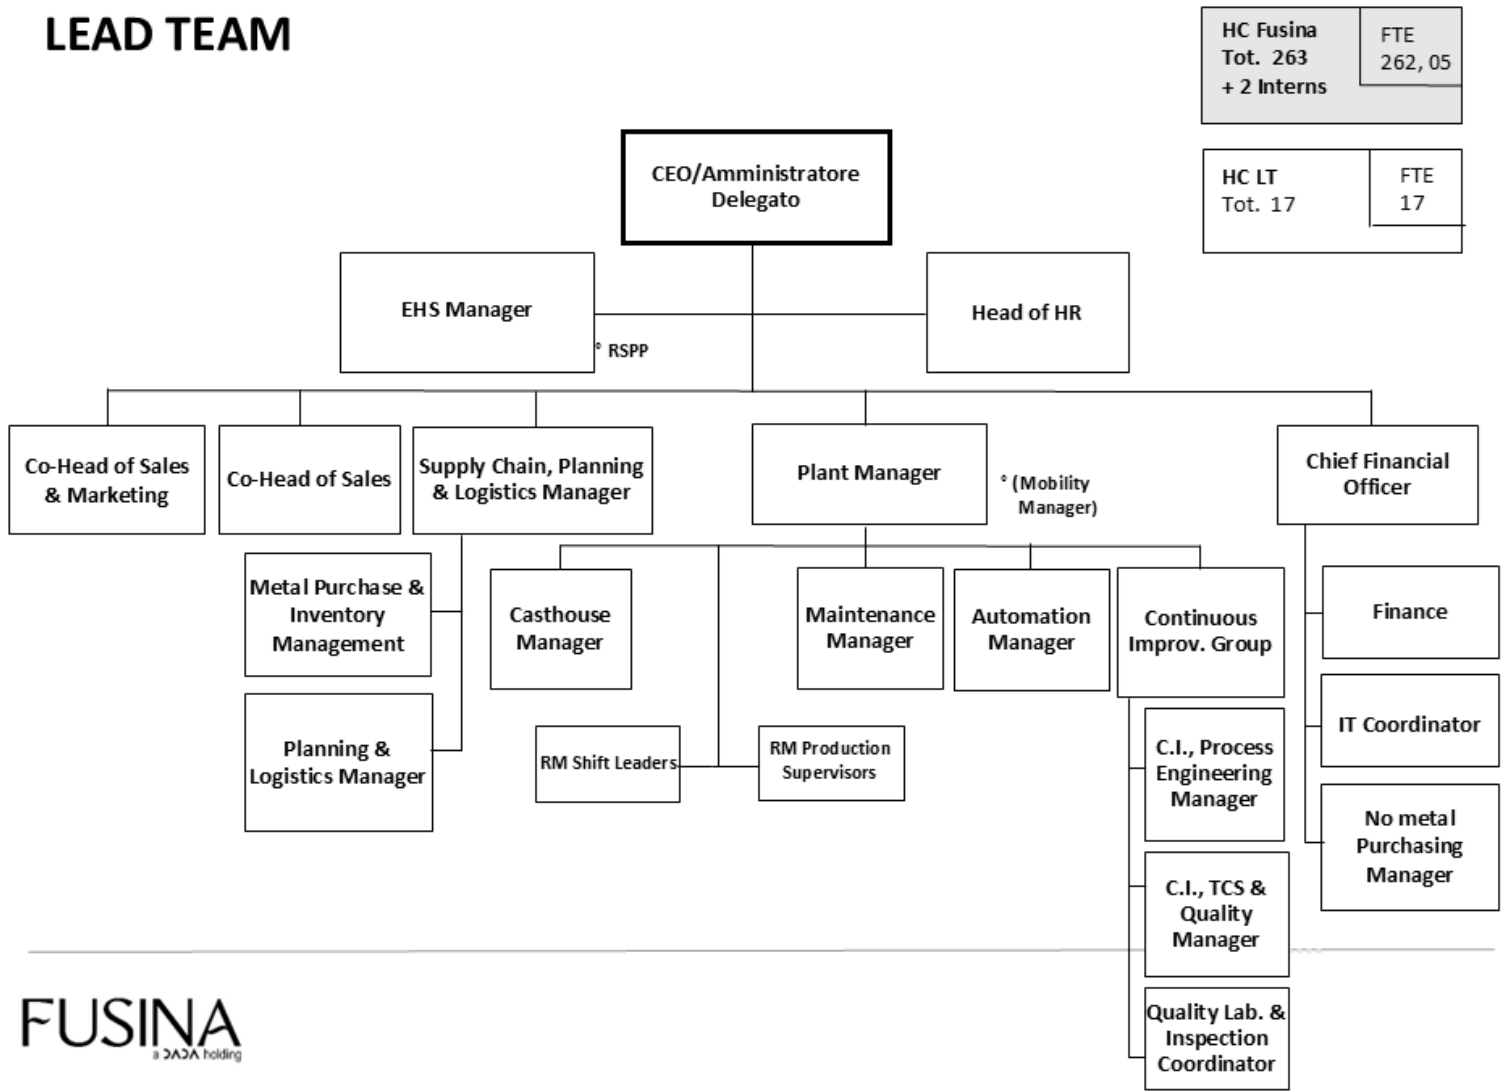 LEAD TEAM
HC Fusina
Tot. 263
+ 2 Interns
FTE
262, 05
HC LT
Tot. 17
FTE
17
CEO/Amministratore
Delegato
EHS Manager
° RSPP
Head of HR
Co-Head of Sales
& Marketing
Co-Head of Sales
Supply Chain, Planning
& Logistics Manager
Plant Manager
° (Mobility
Manager)
Chief Financial
Officer
Metal Purchase &
Inventory
Management
Planning &
Logistics Manager
Casthouse
Manager
Maintenance
Manager
Automation
Manager
Continuous
Improv. Group
RM Shift Leaders
RM Production
Supervisors
C.I., Process
Engineering
Manager
C.I., TCS &
Quality
Manager
Quality Lab. &
Inspection
Coordinator
Finance
IT Coordinator
No metal
Purchasing
Manager
FUSINA
a DADA holding